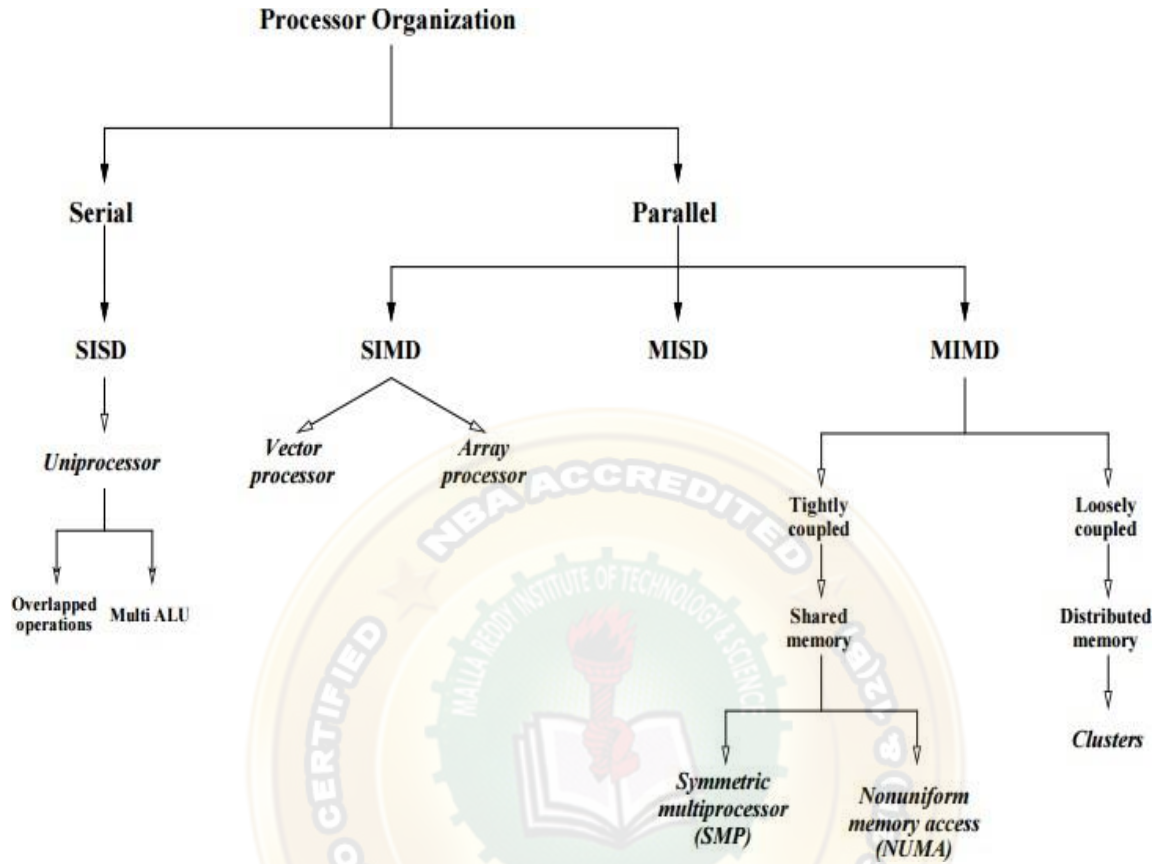 Processor Organization
Serial
Parallel
SISD
SIMD
MISD
MIMD
Uniprocessor
Vector
processor
Array
processor
Tightly
coupled
Loosely
coupled
Overlapped
operations
Multi ALU
Shared
memory
Distributed
memory
Clusters
Symmetric
multiprocessor
(SMP)
Nonuniform
memory access
(NUMA)
NBA ACCREDITED
MALLA REDDY INSTITUTE OF TECHNOLOGY & SCIENCE
CERTIFIED
12(B)